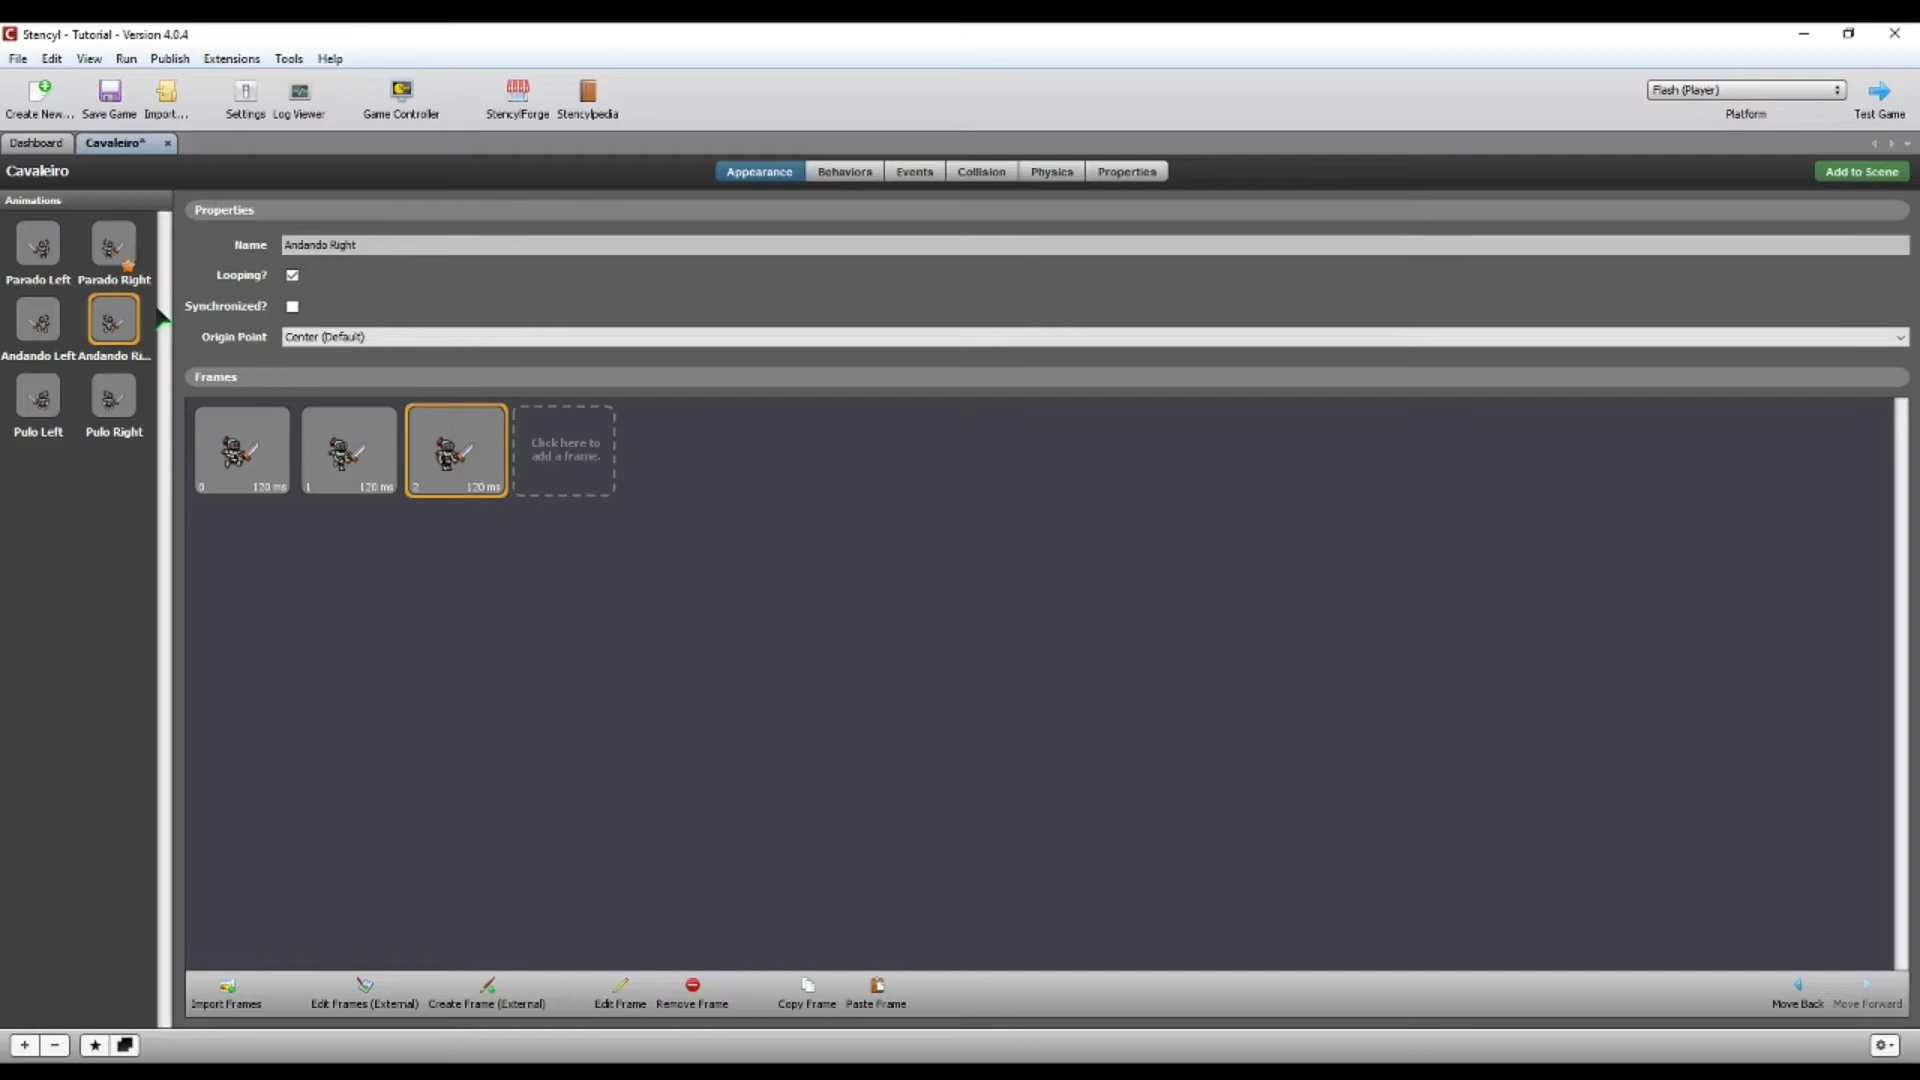 Stencyl - Tutorial - Version 4.0.4
File Edit View Run Publish Extensions Tools Help
Create New... Save Game Import... Settings Log Viewer Game Controller StencylForge Stencylpedia
Flash (Player)
Platform
Test Game
Dashboard Cavaleiro*
Cavaleiro
Appearance Behaviors Events Collision Physics Properties
Add to Scene
Animations
Parado Left Parado Right
Andando Left Andando Ri...
Pulo Left Pulo Right
Properties
Name Andando Right
Looping?
Synchronized?
Origin Point Center (Default)
Frames
0 120 ms 1 120 ms 2 120 ms
Click here to
add a frame.
Import Frames Edit Frames (External) Create Frame (External) Edit Frame Remove Frame Copy Frame Paste Frame Move Back Move Forward